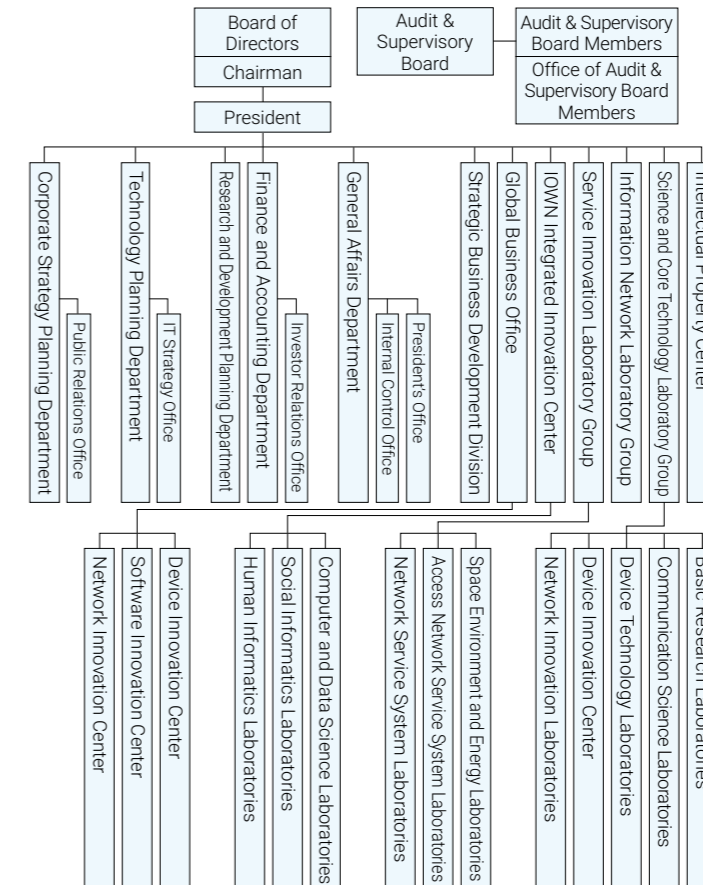 Board of
Directors
Chairman
President
Audit &
Supervisory
Board
Audit & Supervisory
Board Members
Office of Audit &
Supervisory Board
Members
Corporate Strategy Planning Department
Public Relations Office
Technology Planning Department
IT Strategy Office
Research and Development Planning Department
Finance and Accounting Department
Investor Relations Office
General Affairs Department
Internal Control Office
President's Office
Strategic Business Development Division
Global Business Office
IOWN Integrated Innovation Center
Service Innovation Laboratory Group
Information Network Laboratory Group
Science and Core Technology Laboratory Group
Intellectual Property Center
Network Innovation Center
Software Innovation Center
Device Innovation Center
Human Informatics Laboratories
Social Informatics Laboratories
Computer and Data Science Laboratories
Network Service System Laboratories
Access Network Service System Laboratories
Space Environment and Energy Laboratories
Network Innovation Laboratories
Device Innovation Center
Device Technology Laboratories
Communication Science Laboratories
Basic Research Laboratories